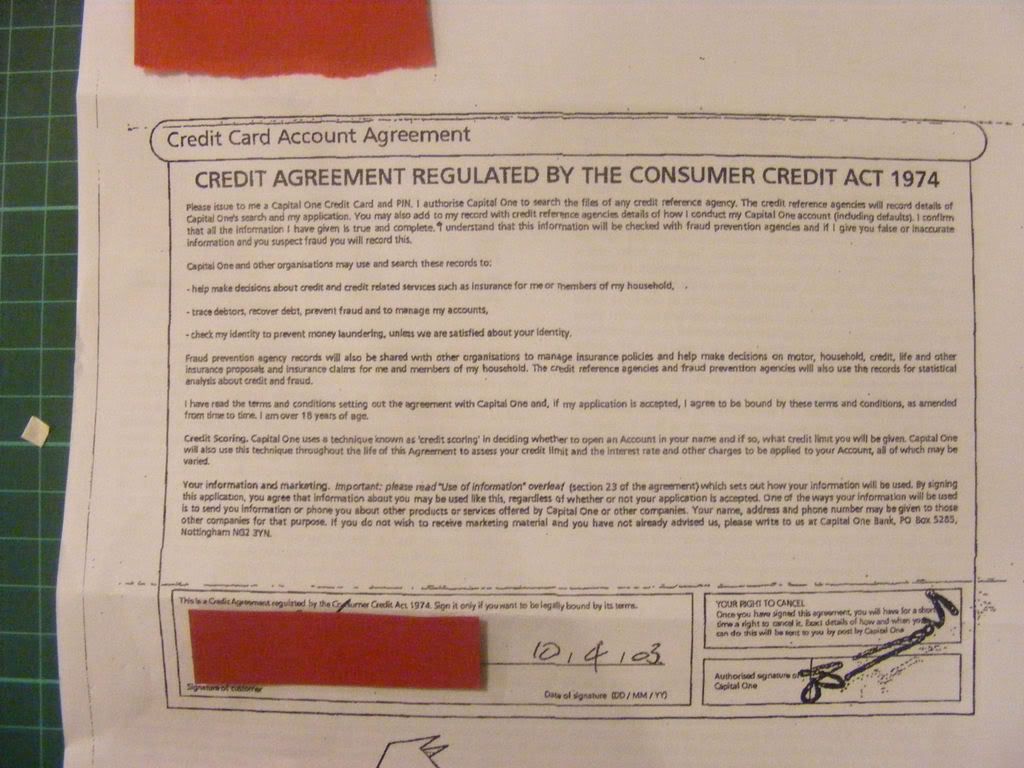 Credit Card Account Agreement
CREDIT AGREEMENT REGULATED BY THE CONSUMER CREDIT ACT 1974
Please issue to me a Capital One Credit Card and PIN. I authorise Capital One to search the files of any credit reference agency. The credit reference agencies will record details of
Capital One's search and my application. You may also add to my record with credit reference agencies details of how I conduct my Capital One account (including defaults). I confirm
that all the information I have given is true and complete. I understand that this information will be checked with fraud prevention agencies and if I give you false or inaccurate
information and you suspect fraud you will record this.
Capital One and other organisations may use and search these records to:
- help make decisions about credit and credit related services such as insurance for me or members of my household,
- trace debtors, recover debt, prevent fraud and to manage my accounts,
- check my identity to prevent money laundering, unless we are satisfied about your identity.
Fraud prevention agency records will also be shared with other organisations to manage insurance policies and help make decisions on motor, household, credit, life and other
insurance proposals and insurance claims for me and members of my household. The credit reference agencies and fraud prevention agencies will also use the records for statistical
analysis about credit and fraud.
I have read the terms and conditions setting out the agreement with Capital One and, if my application is accepted, I agree to be bound by these terms and conditions, as amended
from time to time. I am over 18 years of age.
Credit Scoring. Capital One uses a technique known as 'credit scoring' in deciding whether to open an Account in your name and if so, what credit limit you will be given. Capital One
will also use this technique throughout the life of this Agreement to assess your credit limit and the interest rate and other charges to be applied to your Account, all of which may be
varied.
Your information and marketing. Important: please read "Use of information" overleaf (section 23 of the agreement) which sets out how your information will be used. By signing
this application, you agree that information about you may be used like this, regardless of whether or not your application is accepted. One of the ways your information will be used
is to send you information or phone you about other products or services offered by Capital One or other companies. Your name, address and phone number may be given to those
other companies for that purpose. If you do not wish to receive marketing material and you have not already advised us, please write to us at Capital One Bank, PO Box 5285,
Nottingham NG2 3YN.
This is a Credit Agreement regulated by the Consumer Credit Act 1974. Sign it only if you want to be legally bound by its terms.
10, 4, 03
Signature of customer
Date of signature (DD / MM / YY)
YOUR RIGHT TO CANCEL
Once you have signed this agreement, you will have for a short
time a right to cancel it. Exact details of how and when you
can do this will be sent to you by post by Capital One
Authorised signature of
Capital One